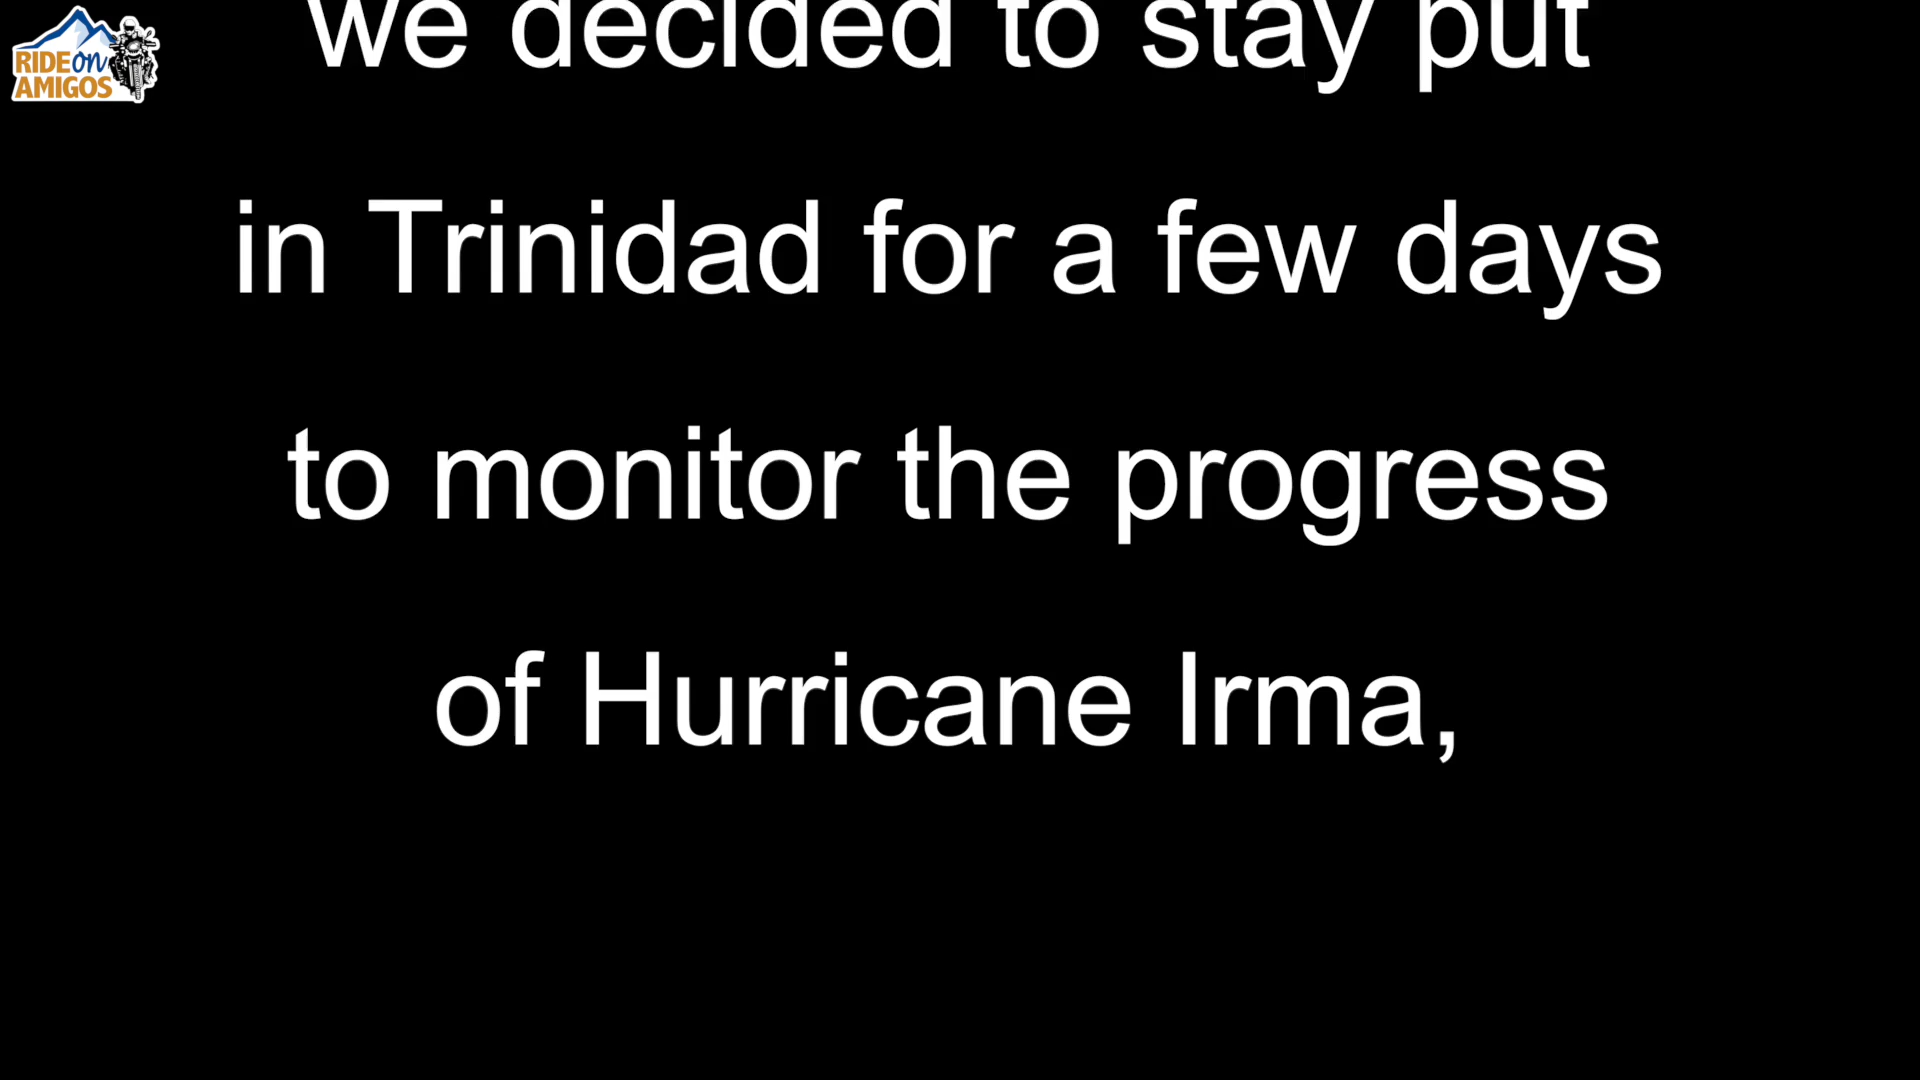 RIDE on
AMIGOS
we decided to stay put
in Trinidad for a few days
to monitor the progress
of Hurricane Irma,